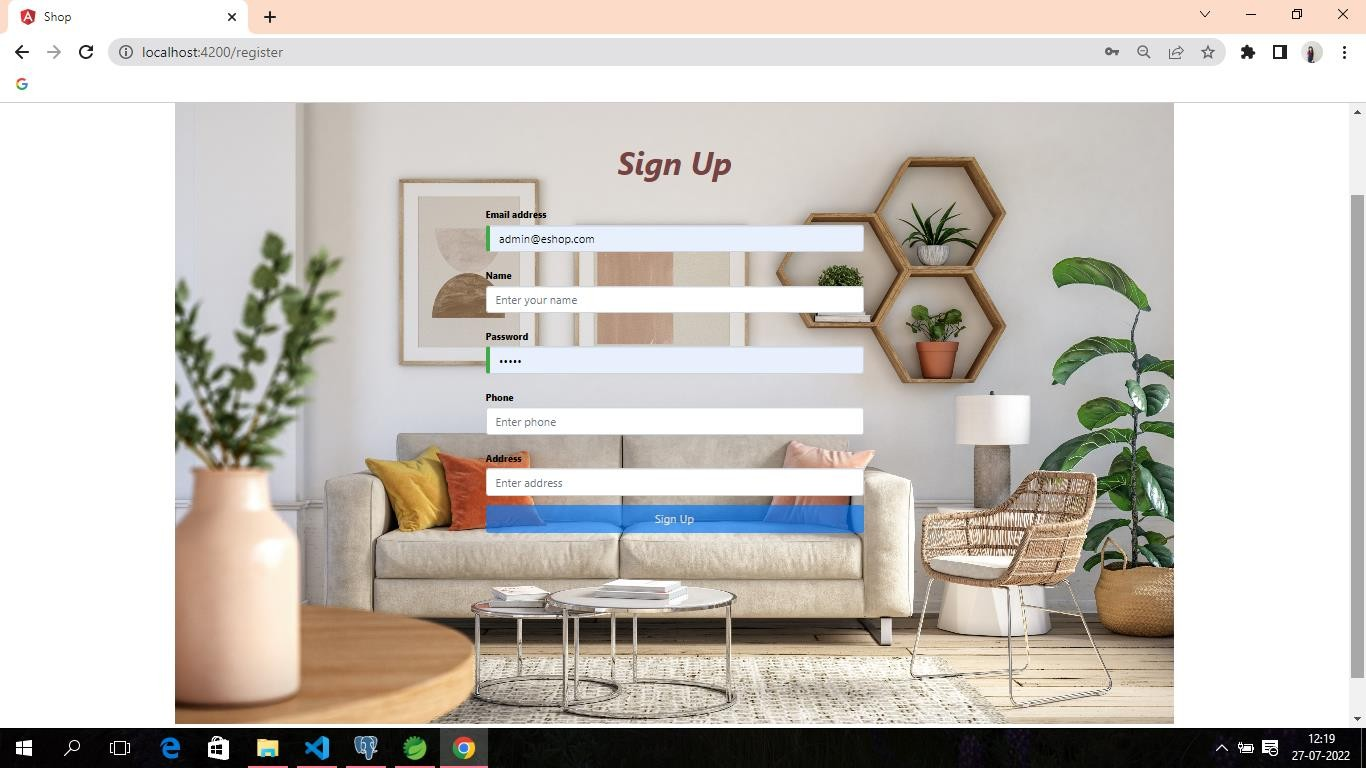 Shop
localhost:4200/register
Sign Up
Email address
admin@eshop.com
Name
Enter your name
Password
•••••
Phone
Enter phone
Address
Enter address
Sign Up
12:19
27-07-2022